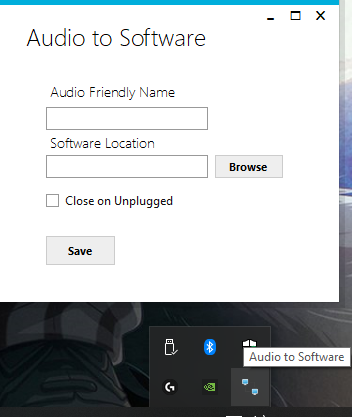 Audio to Software
Audio Friendly Name
Software Location
Browse
Close on Unplugged
Save
Audio to Software